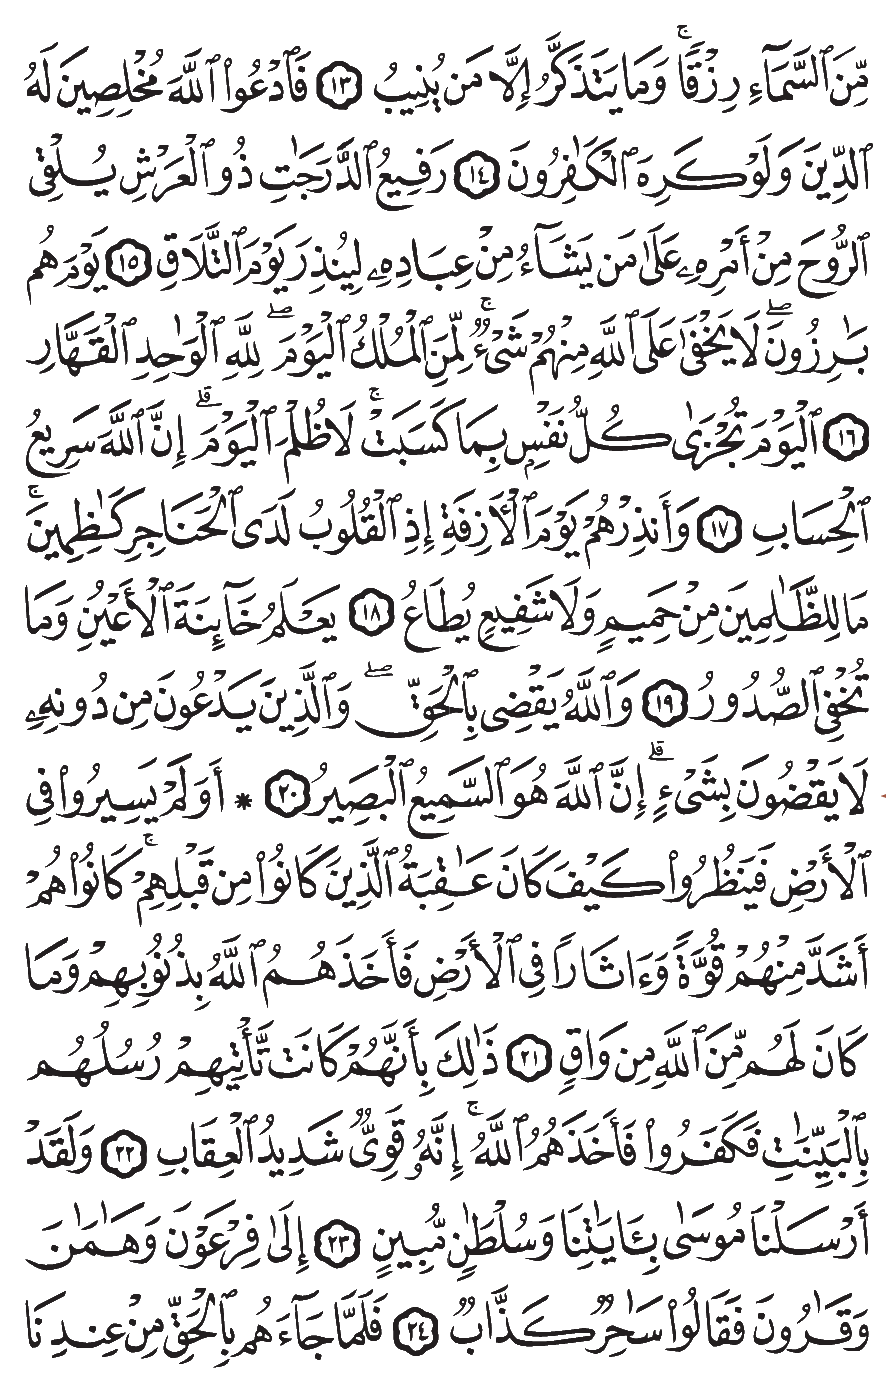 مِّنَ ٱلسَّمَآءِ رِزۡقٗاۚ وَمَا يَتَذَكَّرُ إِلَّا مَن يُنِيبُ ١٣ فَٱدۡعُواْ ٱللَّهَ مُخۡلِصِينَ لَهُ
ٱلدِّينَ وَلَوۡ كَرِهَ ٱلۡكَٰفِرُونَ ١٤ رَفِيعُ ٱلدَّرَجَٰتِ ذُو ٱلۡعَرۡشِ يُلۡقِي
ٱلرُّوحَ مِنۡ أَمۡرِهِۦ عَلَىٰ مَن يَشَآءُ مِنۡ عِبَادِهِۦ لِيُنذِرَ يَوۡمَ ٱلتَّلَاقِ ١٥ يَوۡمَ هُم
بَٰرِزُونَۖ لَا يَخۡفَىٰ عَلَى ٱللَّهِ مِنۡهُمۡ شَيۡءٞۚ لِّمَنِ ٱلۡمُلۡكُ ٱلۡيَوۡمَۖ لِلَّهِ ٱلۡوَٰحِدِ ٱلۡقَهَّارِ
١٦ ٱلۡيَوۡمَ تُجۡزَىٰ كُلُّ نَفۡسِۭ بِمَا كَسَبَتۡۚ لَا ظُلۡمَ ٱلۡيَوۡمَۚ إِنَّ ٱللَّهَ سَرِيعُ
ٱلۡحِسَابِ ١٧ وَأَنذِرۡهُمۡ يَوۡمَ ٱلۡأٓزِفَةِ إِذِ ٱلۡقُلُوبُ لَدَى ٱلۡحَنَاجِرِ كَٰظِمِينَۚ
مَا لِلظَّٰلِمِينَ مِنۡ حَمِيمٖ وَلَا شَفِيعٖ يُطَاعُ ١٨ يَعۡلَمُ خَآئِنَةَ ٱلۡأَعۡيُنِ وَمَا
تُخۡفِي ٱلصُّدُورُ ١٩ وَٱللَّهُ يَقۡضِي بِٱلۡحَقِّۖ وَٱلَّذِينَ يَدۡعُونَ مِن دُونِهِۦ
لَا يَقۡضُونَ بِشَيۡءٍۗ إِنَّ ٱللَّهَ هُوَ ٱلسَّمِيعُ ٱلۡبَصِيرُ ٢٠ * أَوَلَمۡ يَسِيرُواْ فِي
ٱلۡأَرۡضِ فَيَنظُرُواْ كَيۡفَ كَانَ عَٰقِبَةُ ٱلَّذِينَ كَانُواْ مِن قَبۡلِهِمۡۚ كَانُواْ هُمۡ
أَشَدَّ مِنۡهُمۡ قُوَّةٗ وَءَاثَارٗا فِي ٱلۡأَرۡضِ فَأَخَذَهُمُ ٱللَّهُ بِذُنُوبِهِمۡ وَمَا
كَانَ لَهُم مِّنَ ٱللَّهِ مِن وَاقٖ ٢١ ذَٰلِكَ بِأَنَّهُمۡ كَانَت تَّأۡتِيهِمۡ رُسُلُهُم
بِٱلۡبَيِّنَٰتِ فَكَفَرُواْ فَأَخَذَهُمُ ٱللَّهُۚ إِنَّهُۥ قَوِيّٞ شَدِيدُ ٱلۡعِقَابِ ٢٢ وَلَقَدۡ
أَرۡسَلۡنَا مُوسَىٰ بِـَٔايَٰتِنَا وَسُلۡطَٰنٖ مُّبِينٍ ٢٣ إِلَىٰ فِرۡعَوۡنَ وَهَٰمَٰنَ
وَقَٰرُونَ فَقَالُواْ سَٰحِرٞ كَذَّابٞ ٢٤ فَلَمَّا جَآءَهُم بِٱلۡحَقِّ مِنۡ عِندِنَا